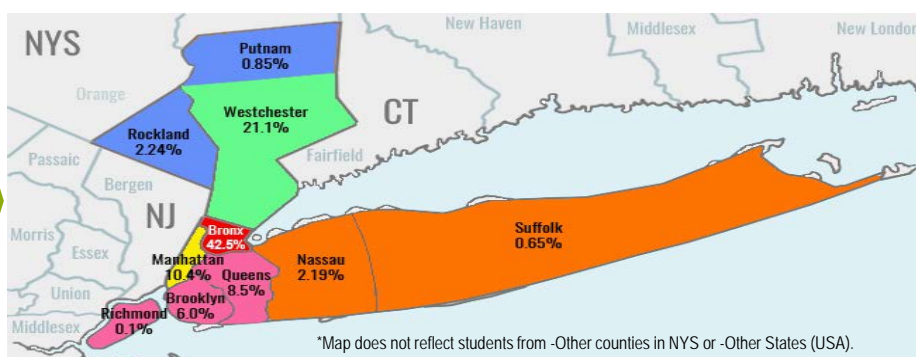 New Haven
Middlesex
New London
NYS
Putnam
0.85%
Orange
Westchester
21.1%
CT
Rockland
2.24%
Fairfield
Passaic
Bergen
NJ
Morris
Essex
Bronx
42.5%
Suffolk
0.65%
Manhattan
10.4%
Queens
8.5%
Nassau
2.19%
Union
Brooklyn
6.0%
Richmond
0.1%
Middlesex
*Map does not reflect students from -Other counties in NYS or -Other States (USA).